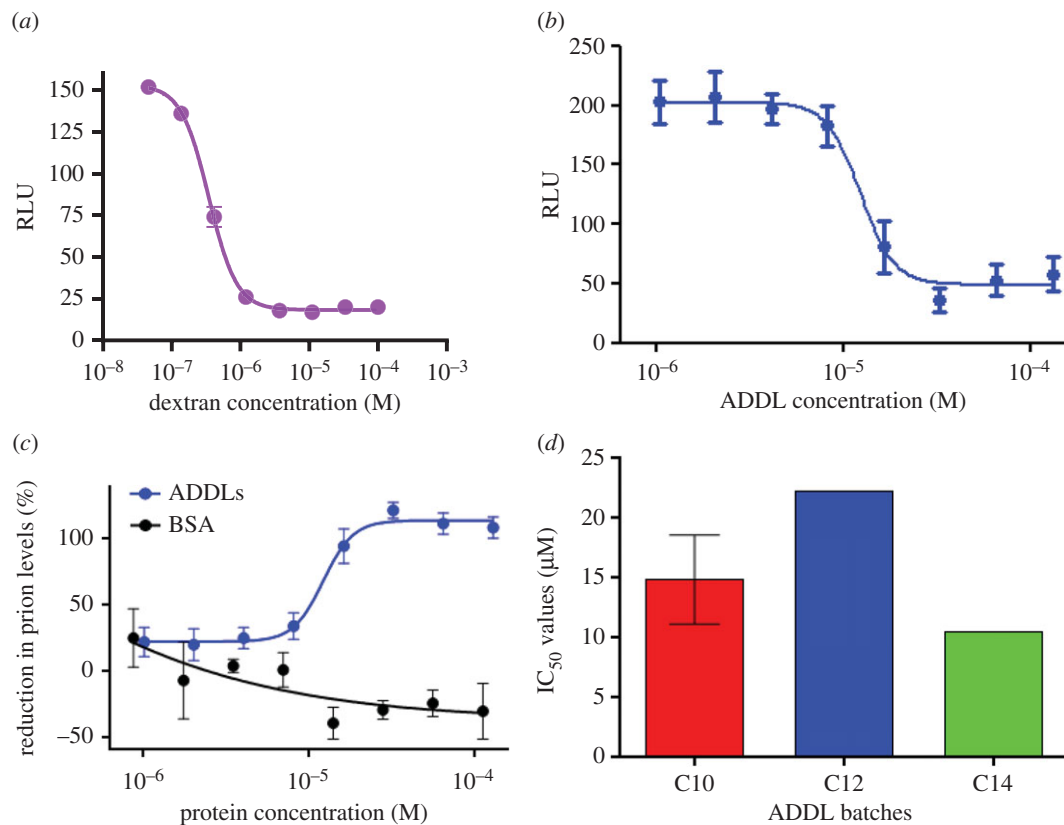 (a)
150
125
100
75
50
25
0
RLU
10⁻⁸ 10⁻⁷ 10⁻⁶ 10⁻⁵ 10⁻⁴ 10⁻³
dextran concentration (M)
(b)
250
200
150
100
50
0
RLU
10⁻⁶ 10⁻⁵ 10⁻⁴
ADDL concentration (M)
(c)
ADDLs
BSA
100
50
0
–50
reduction in prion levels (%)
10⁻⁶ 10⁻⁵ 10⁻⁴
protein concentration (M)
(d)
25
20
15
10
5
0
IC₅₀ values (µM)
C10 C12 C14
ADDL batches